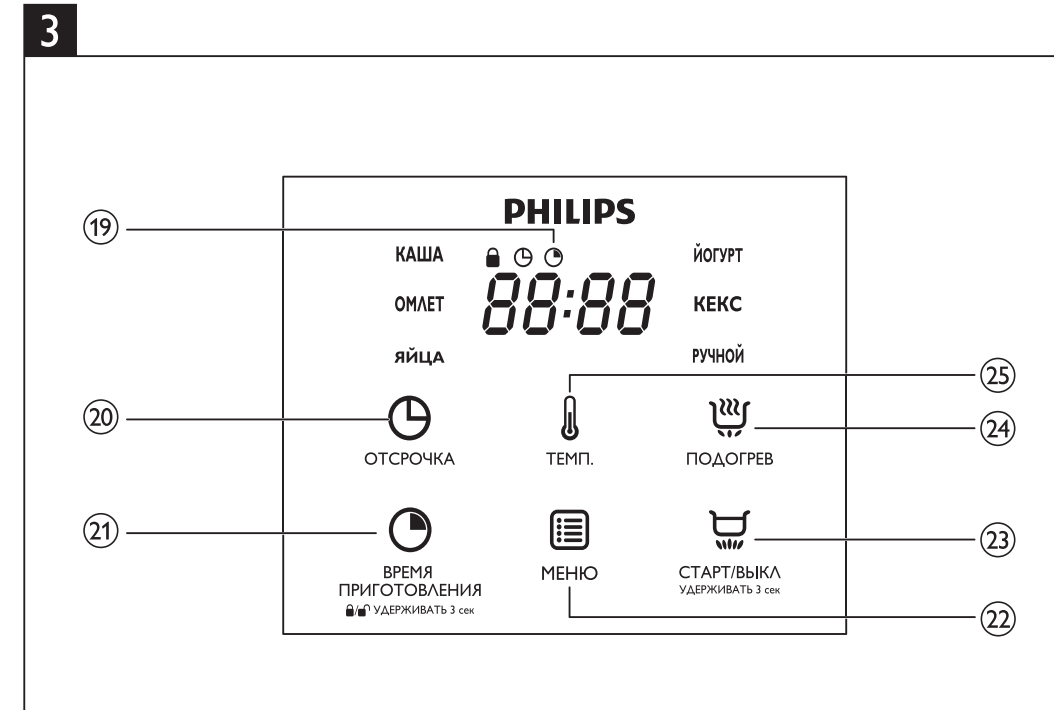 3
PHILIPS
19
КАША
ЙОГУРТ
88:88
ОМЛЕТ
КЕКС
ЯЙЦА
РУЧНОЙ
25
20
24
ОТСРОЧКА
ТЕМП.
ПОДОГРЕВ
21
23
ВРЕМЯ
ПРИГОТОВЛЕНИЯ
МЕНЮ
СТАРТ/ВЫКЛ
УДЕРЖИВАТЬ 3 сек
/ УДЕРЖИВАТЬ 3 сек
22